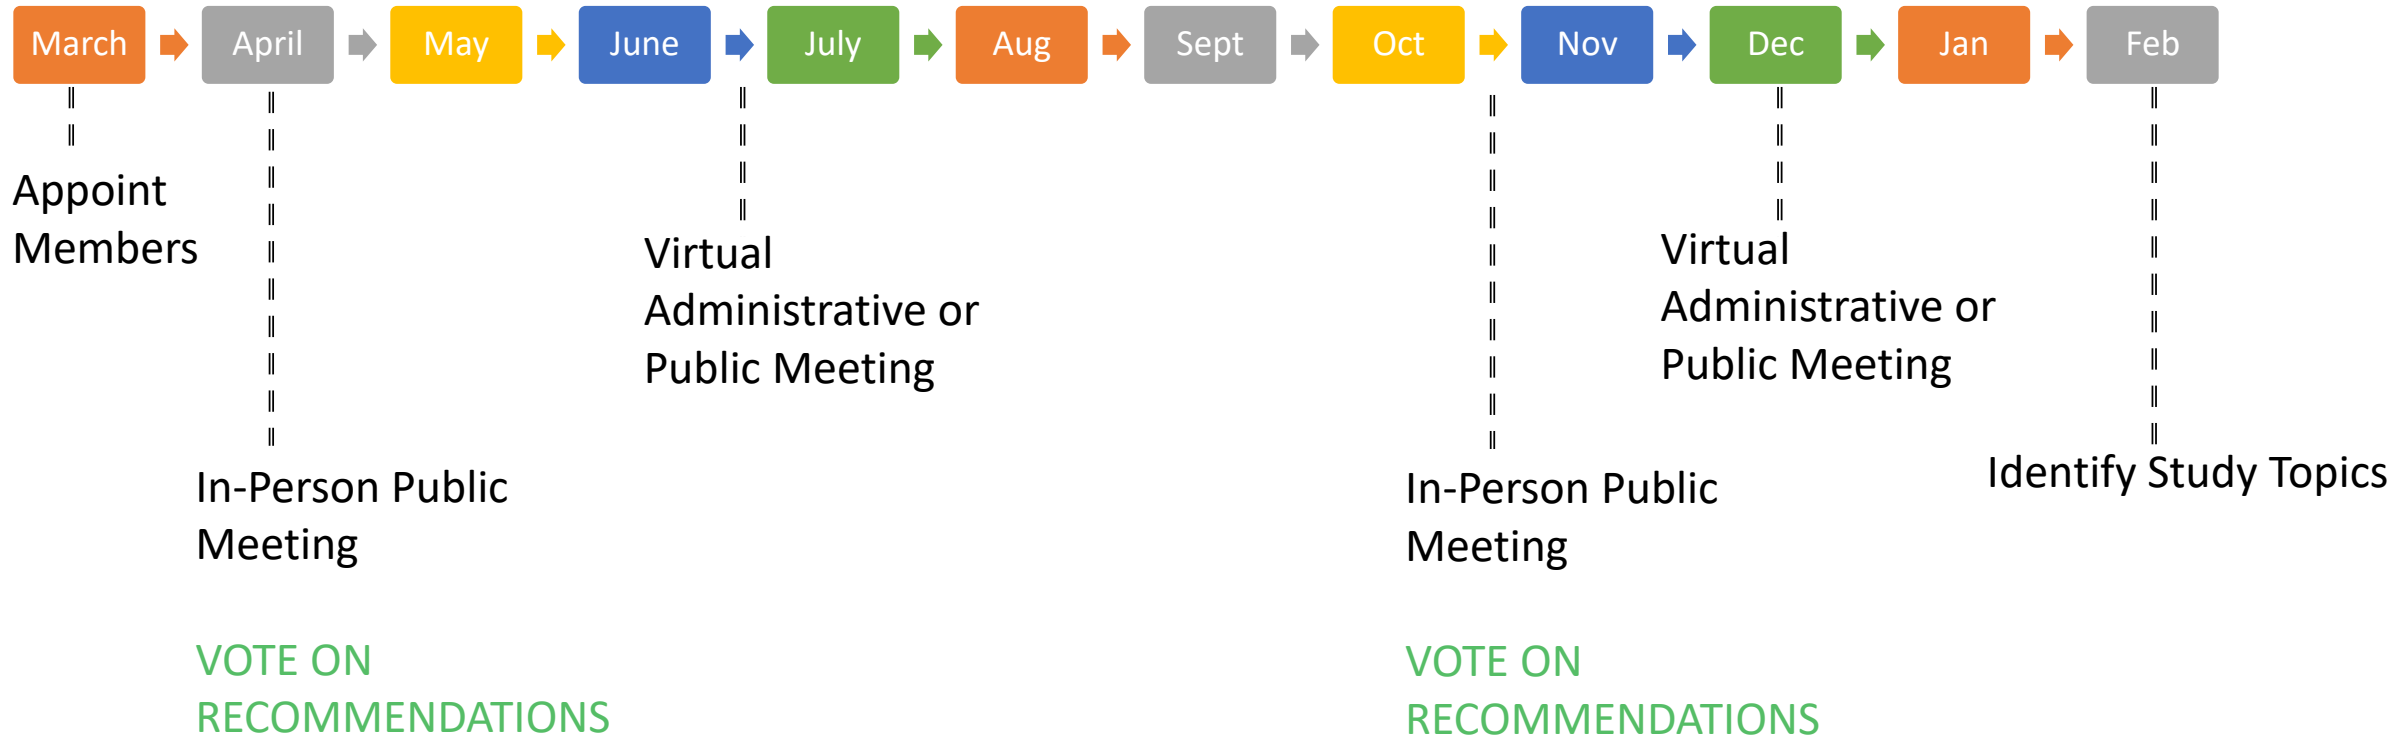 March April May June July Aug Sept Oct Nov Dec Jan Feb
Appoint
Members
Virtual
Administrative or
Public Meeting
Virtual
Administrative or
Public Meeting
In-Person Public
Meeting
In-Person Public
Meeting
Identify Study Topics
VOTE ON
RECOMMENDATIONS
VOTE ON
RECOMMENDATIONS